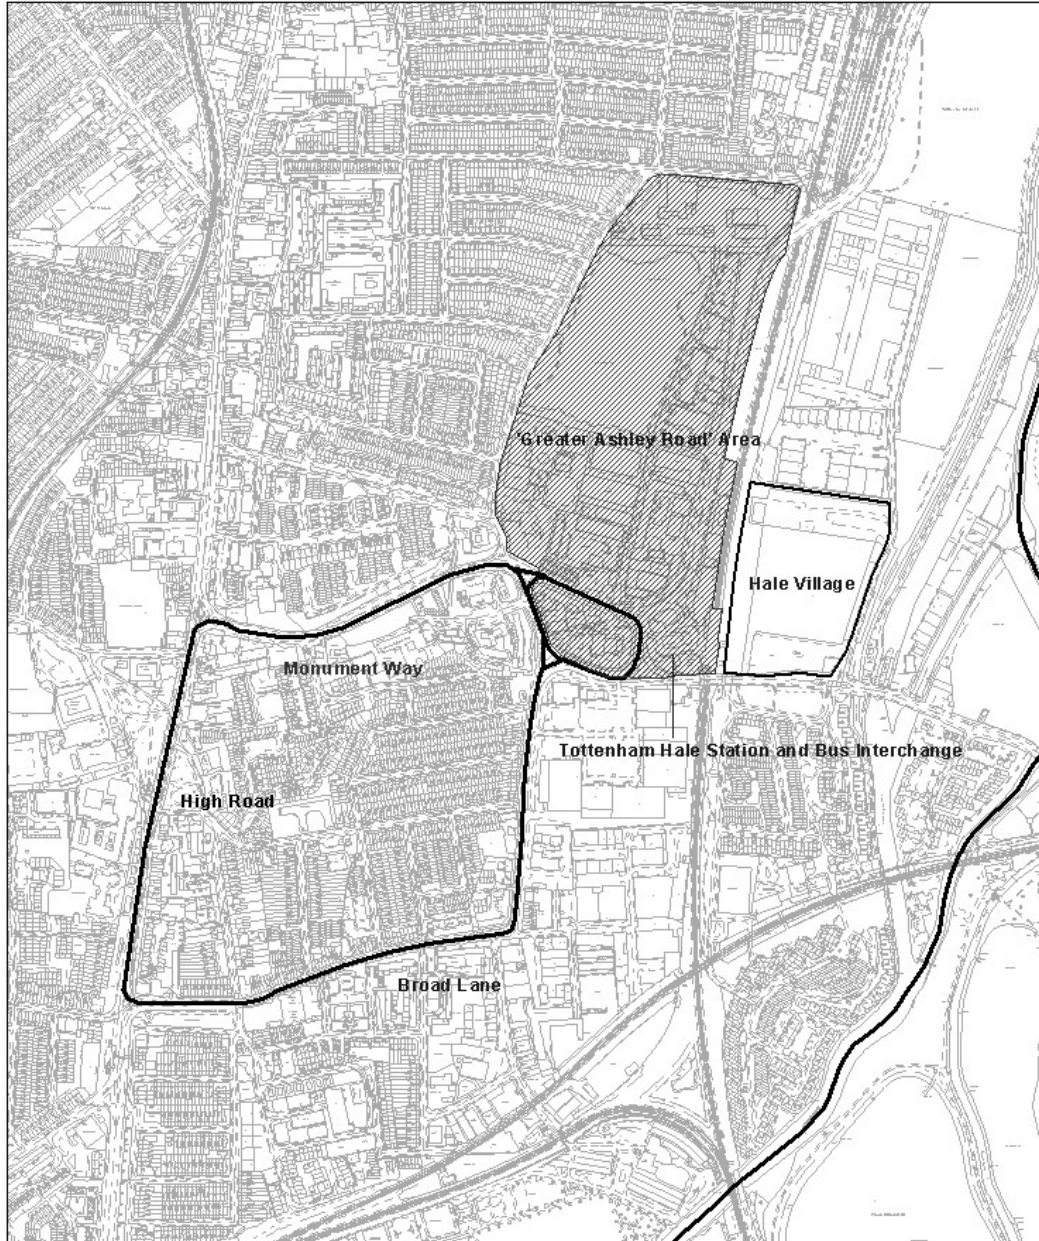 'Greater Ashley Road' Area
Hale Village
Monument Way
Tottenham Hale Station and Bus Interchange
High Road
Broad Lane